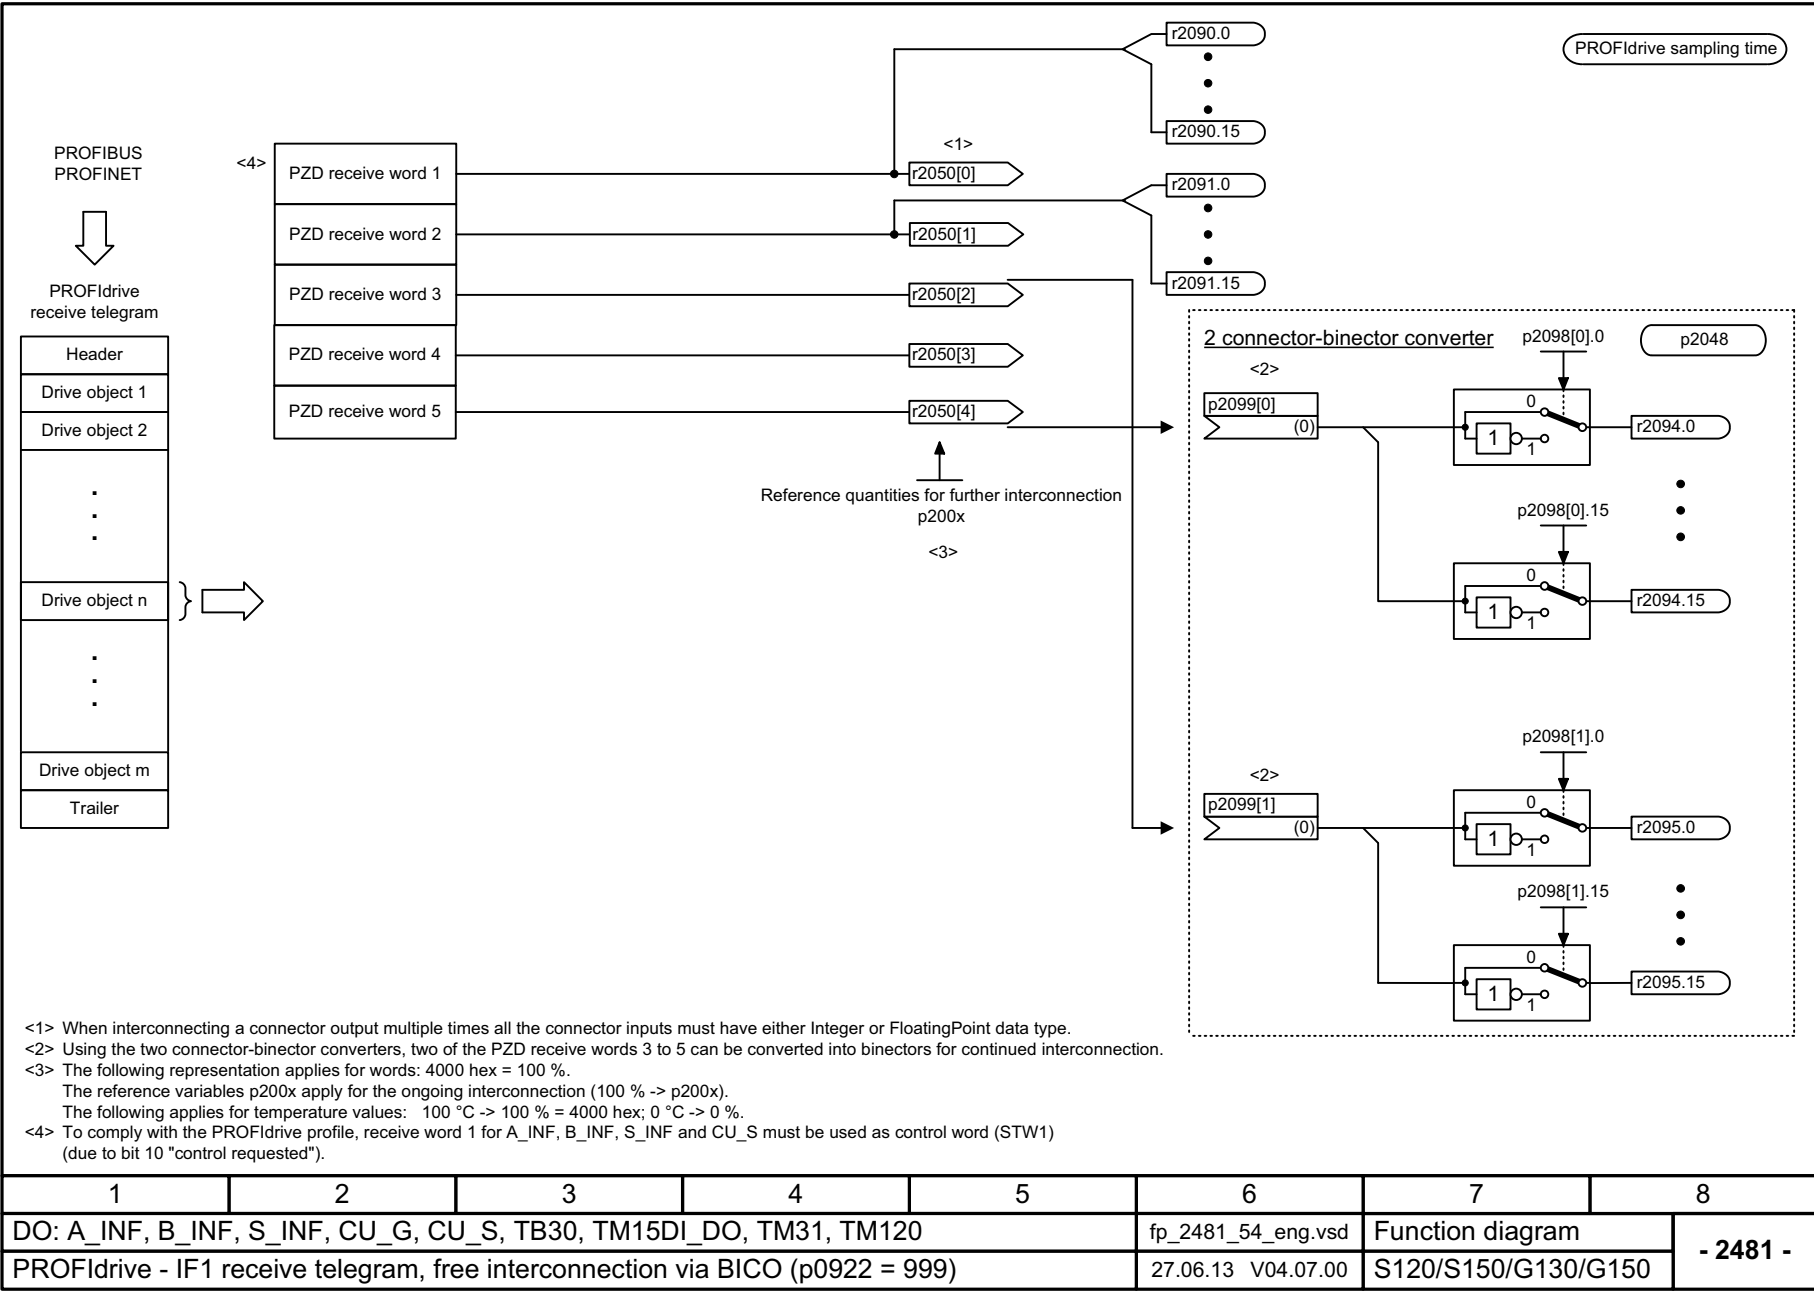 PROFIdrive sampling time
PROFIBUS
PROFINET
PROFIdrive
receive telegram
Header
Drive object 1
Drive object 2
Drive object n
Drive object m
Trailer
<4>
PZD receive word 1
PZD receive word 2
PZD receive word 3
PZD receive word 4
PZD receive word 5
<1>
r2050[0]
r2050[1]
r2050[2]
r2050[3]
r2050[4]
Reference quantities for further interconnection
p200x
<3>
r2090.0
r2090.15
r2091.0
r2091.15
2 connector-binector converter
p2048
<2>
p2099[0]
(0)
p2098[0].0
0
1
1
r2094.0
p2098[0].15
0
1
1
r2094.15
<2>
p2099[1]
(0)
p2098[1].0
0
1
1
r2095.0
p2098[1].15
0
1
1
r2095.15
<1> When interconnecting a connector output multiple times all the connector inputs must have either Integer or FloatingPoint data type.
<2> Using the two connector-binector converters, two of the PZD receive words 3 to 5 can be converted into binectors for continued interconnection.
<3> The following representation applies for words: 4000 hex = 100 %.
The reference variables p200x apply for the ongoing interconnection (100 % -> p200x).
The following applies for temperature values: 100 °C -> 100 % = 4000 hex; 0 °C -> 0 %.
<4> To comply with the PROFIdrive profile, receive word 1 for A_INF, B_INF, S_INF and CU_S must be used as control word (STW1)
(due to bit 10 "control requested").
1 2 3 4 5 6 7 8
DO: A_INF, B_INF, S_INF, CU_G, CU_S, TB30, TM15DI_DO, TM31, TM120
fp_2481_54_eng.vsd
Function diagram
- 2481 -
PROFIdrive - IF1 receive telegram, free interconnection via BICO (p0922 = 999)
27.06.13 V04.07.00
S120/S150/G130/G150